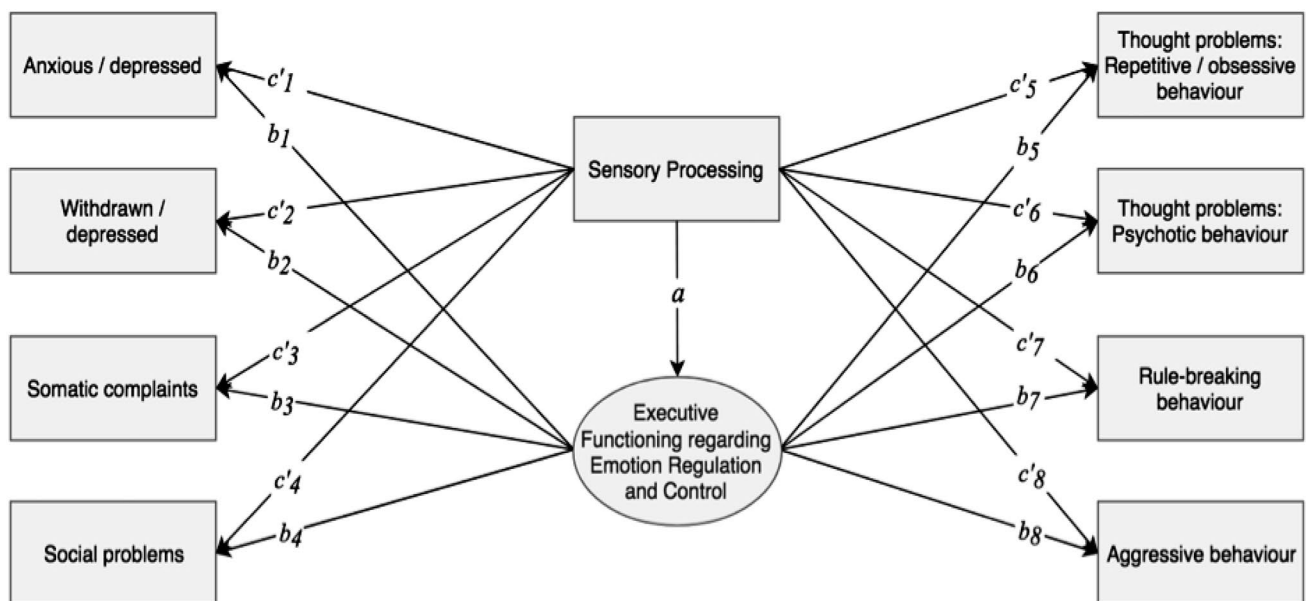 Anxious / depressed
Withdrawn /
depressed
Somatic complaints
Social problems
c'1
b1
c'2
b2
c'3
b3
c'4
b4
Sensory Processing
a
Executive
Functioning regarding
Emotion Regulation
and Control
c'5
b5
c'6
b6
c'7
b7
c'8
b8
Thought problems:
Repetitive / obsessive
behaviour
Thought problems:
Psychotic behaviour
Rule-breaking
behaviour
Aggressive behaviour